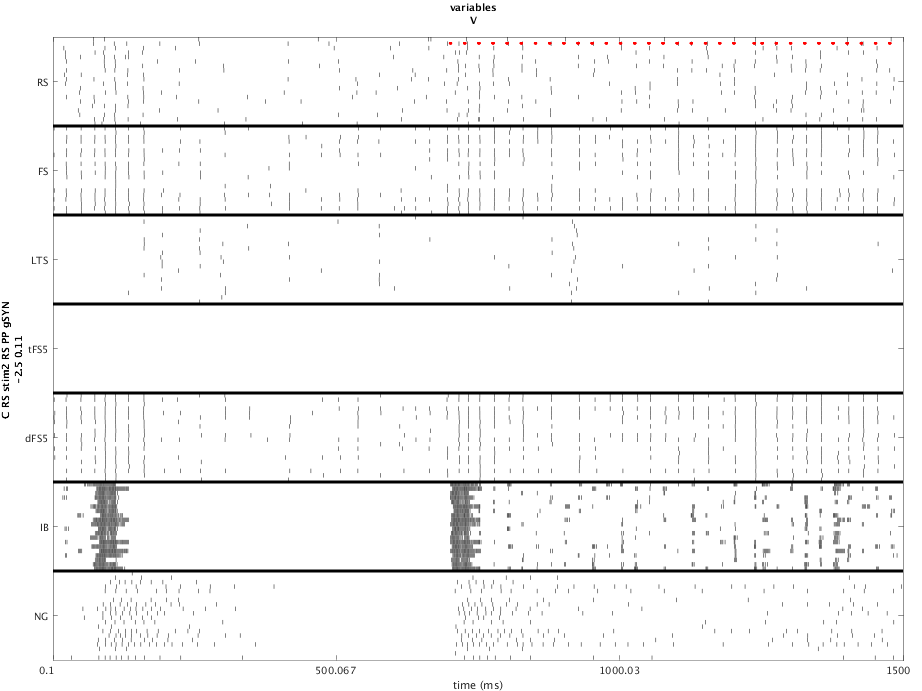 variables
V
RS
FS
LTS
tFS5
dFS5
IB
NG
C RS stim2 RS PP gSYN
-2.5 0.11
0.1
500.067
1000.03
1500
time (ms)